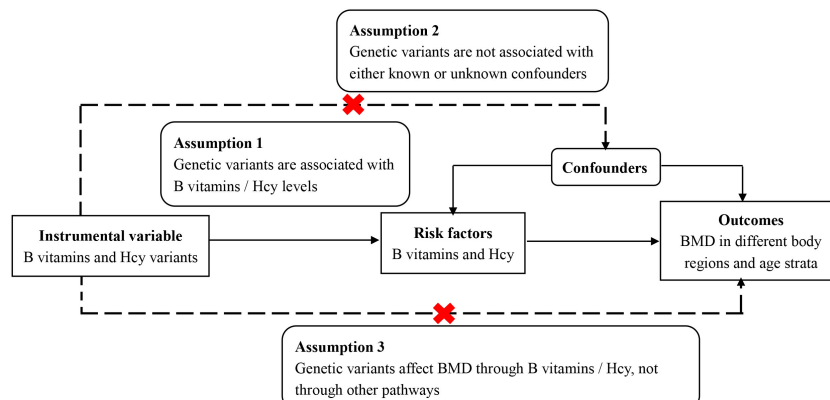 Assumption 2
Genetic variants are not associated with
either known or unknown confounders
Assumption 1
Genetic variants are associated with
B vitamins / Hcy levels
Confounders
Instrumental variable
B vitamins and Hcy variants
Risk factors
B vitamins and Hcy
Outcomes
BMD in different body
regions and age strata
Assumption 3
Genetic variants affect BMD through B vitamins / Hcy, not
through other pathways